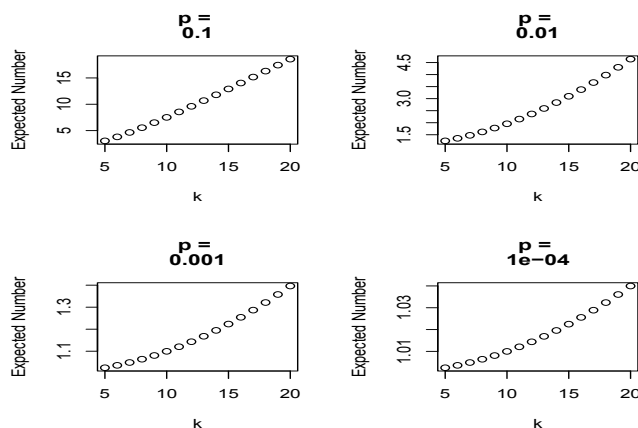 p =
0.1
Expected Number
5
10
15
5
10
15
20
k
p =
0.01
Expected Number
1.5
3.0
4.5
5
10
15
20
k
p =
0.001
Expected Number
1.1
1.3
5
10
15
20
k
p =
1e−04
Expected Number
1.01
1.03
5
10
15
20
k